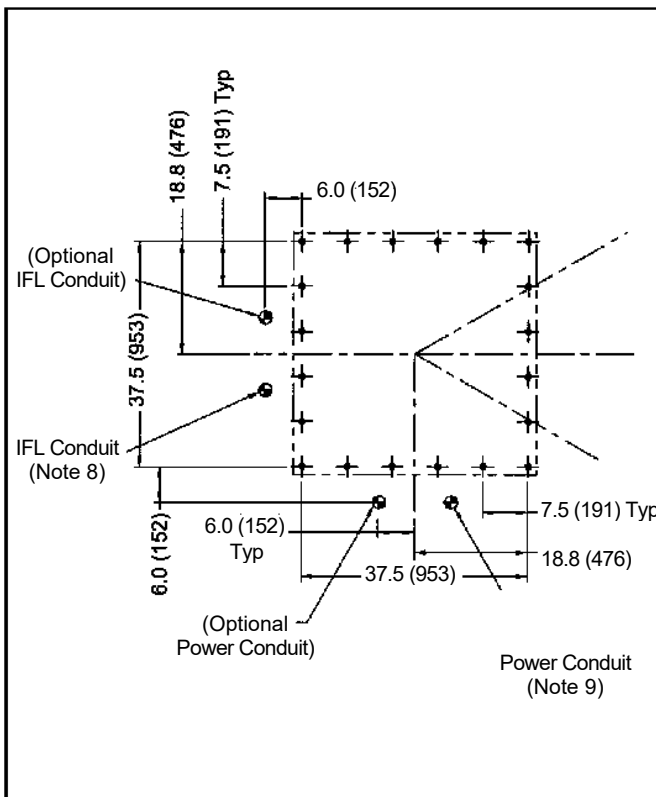 18.8 (476)
7.5 (191) Typ
6.0 (152)
(Optional
IFL Conduit)
37.5 (953)
IFL Conduit
(Note 8)
6.0 (152)
6.0 (152)
Typ
7.5 (191) Typ
18.8 (476)
37.5 (953)
(Optional
Power Conduit)
Power Conduit
(Note 9)